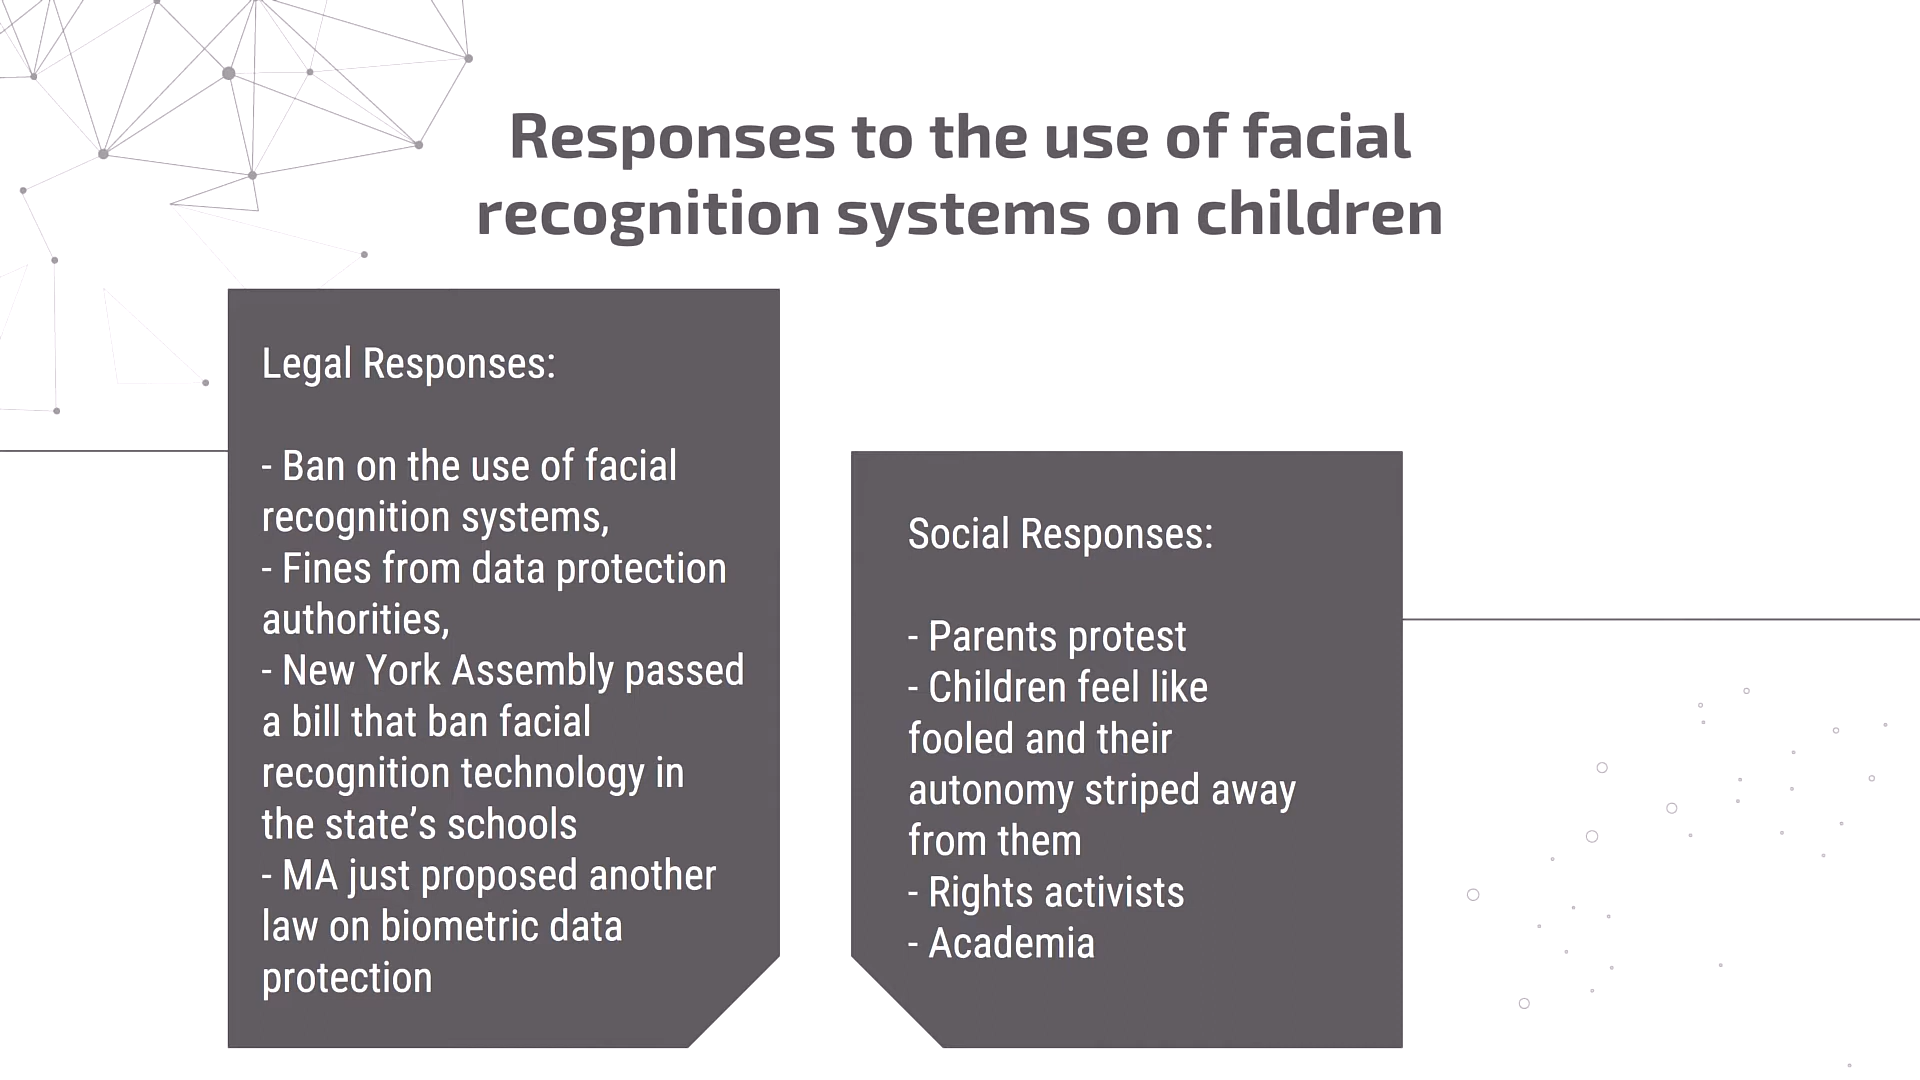 Responses to the use of facial
recognition systems on children
Legal Responses:
- Ban on the use of facial
recognition systems,
- Fines from data protection
authorities,
- New York Assembly passed
a bill that ban facial
recognition technology in
the state’s schools
- MA just proposed another
law on biometric data
protection
Social Responses:
- Parents protest
- Children feel like
fooled and their
autonomy striped away
from them
- Rights activists
- Academia